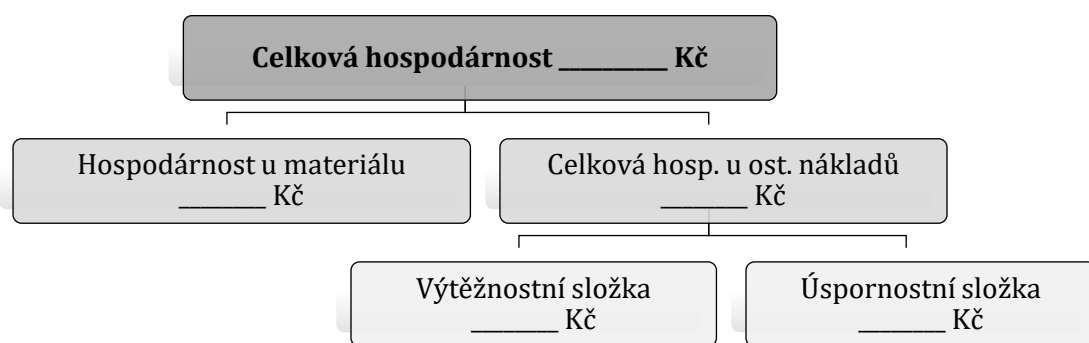 Celková hospodárnost __________ Kč
Hospodárnost u materiálu
________ Kč
Celková hosp. u ost. nákladů
________ Kč
Výtěžnostní složka
________ Kč
Úspornostní složka
________ Kč